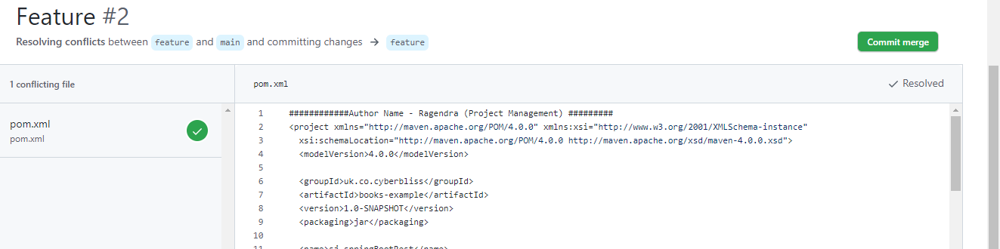 Feature #2
Resolving conflicts between feature and main and committing changes → feature
Commit merge
1 conflicting file
pom.xml
Resolved
pom.xml
pom.xml
1 ############Author Name - Ragendra (Project Management) #########
2 <project xmlns="http://maven.apache.org/POM/4.0.0" xmlns:xsi="http://www.w3.org/2001/XMLSchema-instance"
3 xsi:schemaLocation="http://maven.apache.org/POM/4.0.0 http://maven.apache.org/xsd/maven-4.0.0.xsd">
4 <modelVersion>4.0.0</modelVersion>
5
6 <groupId>uk.co.cyberbliss</groupId>
7 <artifactId>books-example</artifactId>
8 <version>1.0-SNAPSHOT</version>
9 <packaging>jar</packaging>
10
11 <name>si-springBootRest</name>